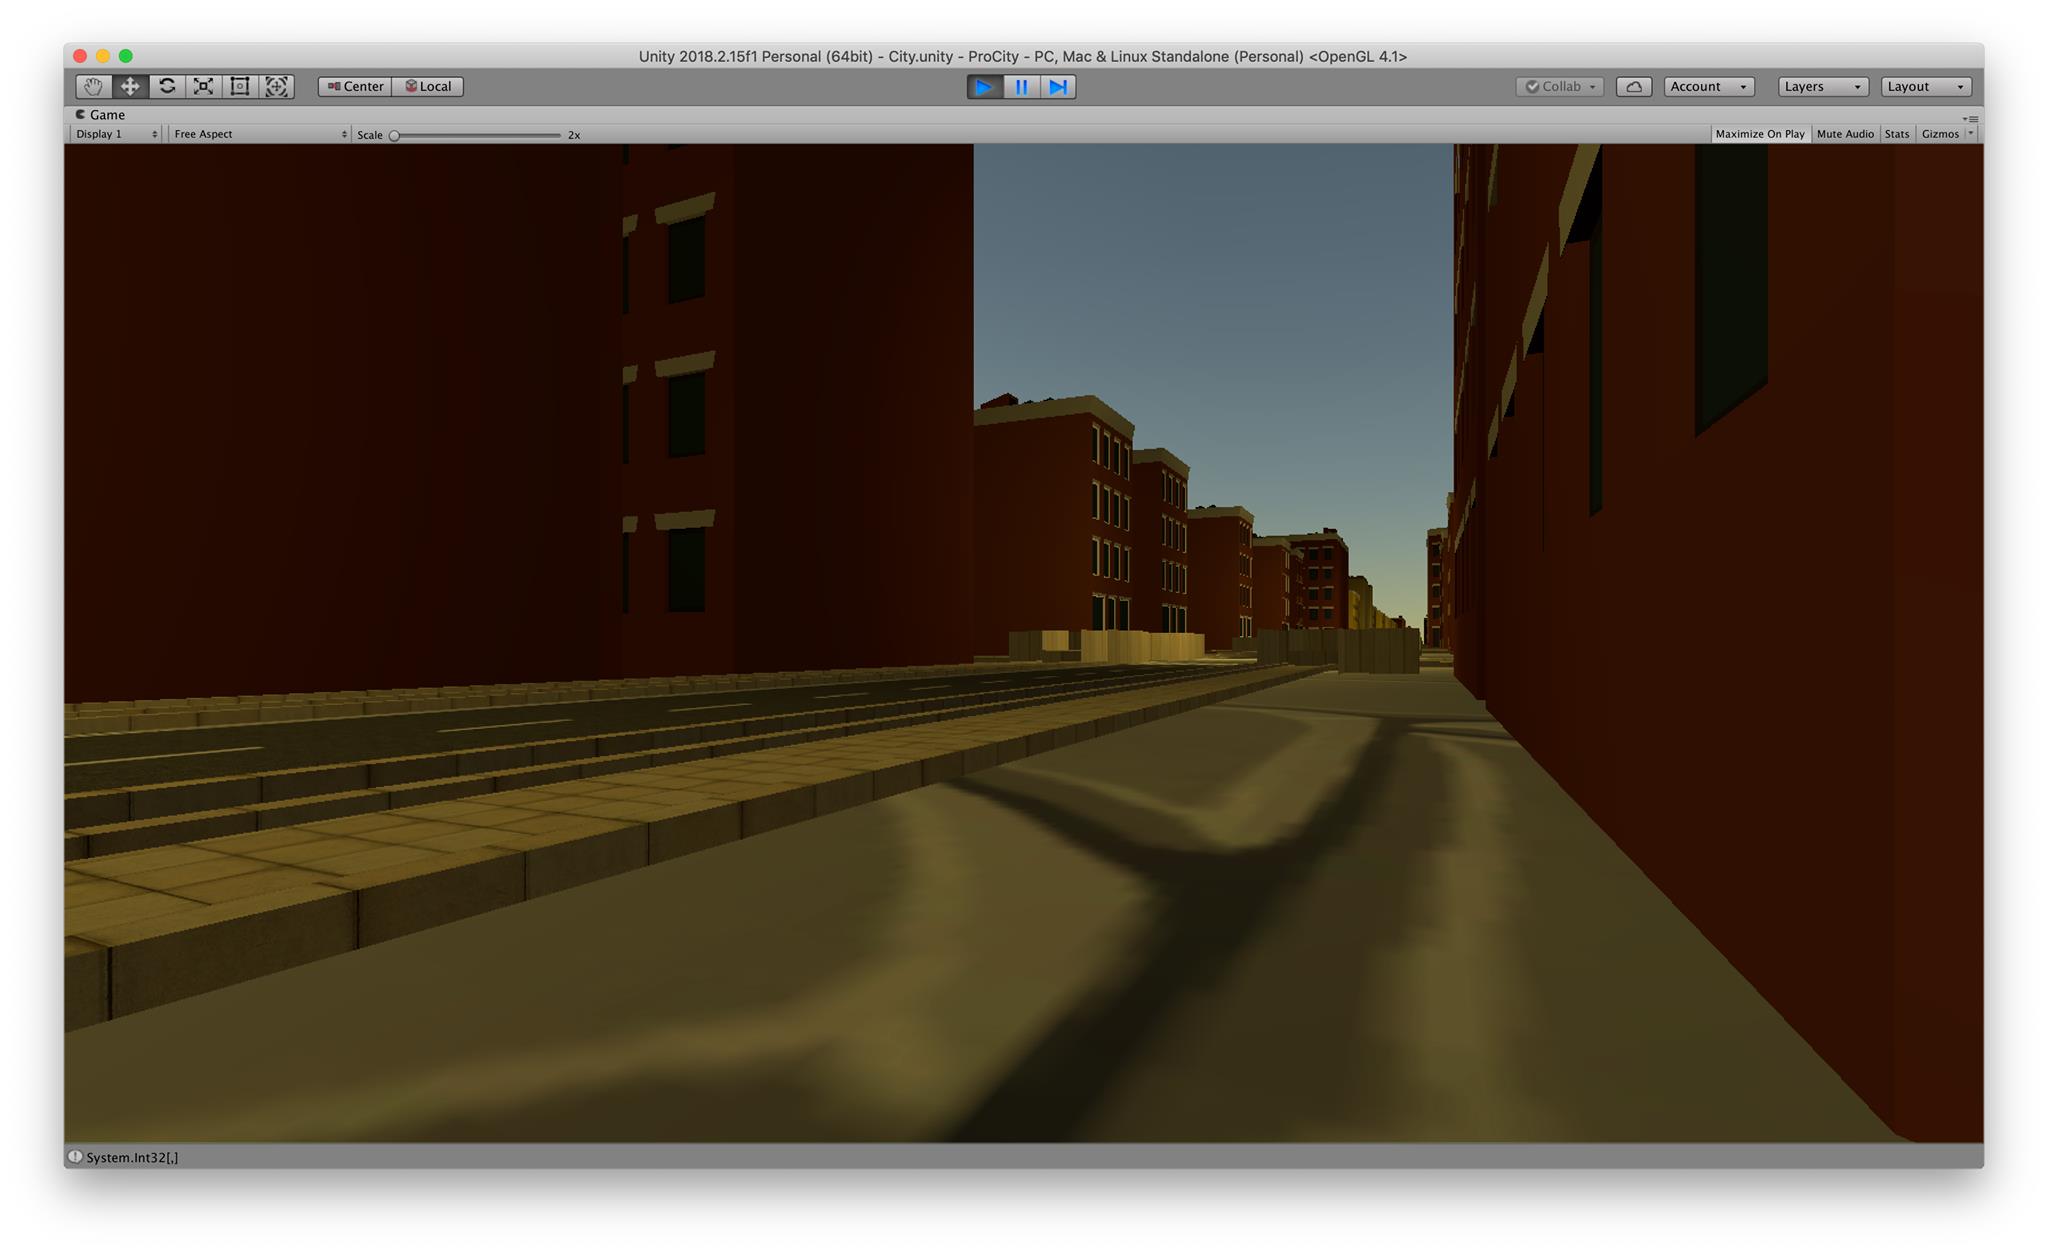 Unity 2018.2.15f1 Personal (64bit) - City.unity - ProCity - PC, Mac & Linux Standalone (Personal) <OpenGL 4.1>
Center Local Collab Account Layers Layout
Game
Display 1 Free Aspect Scale 2x Maximize On Play Mute Audio Stats Gizmos
System.Int32[,]